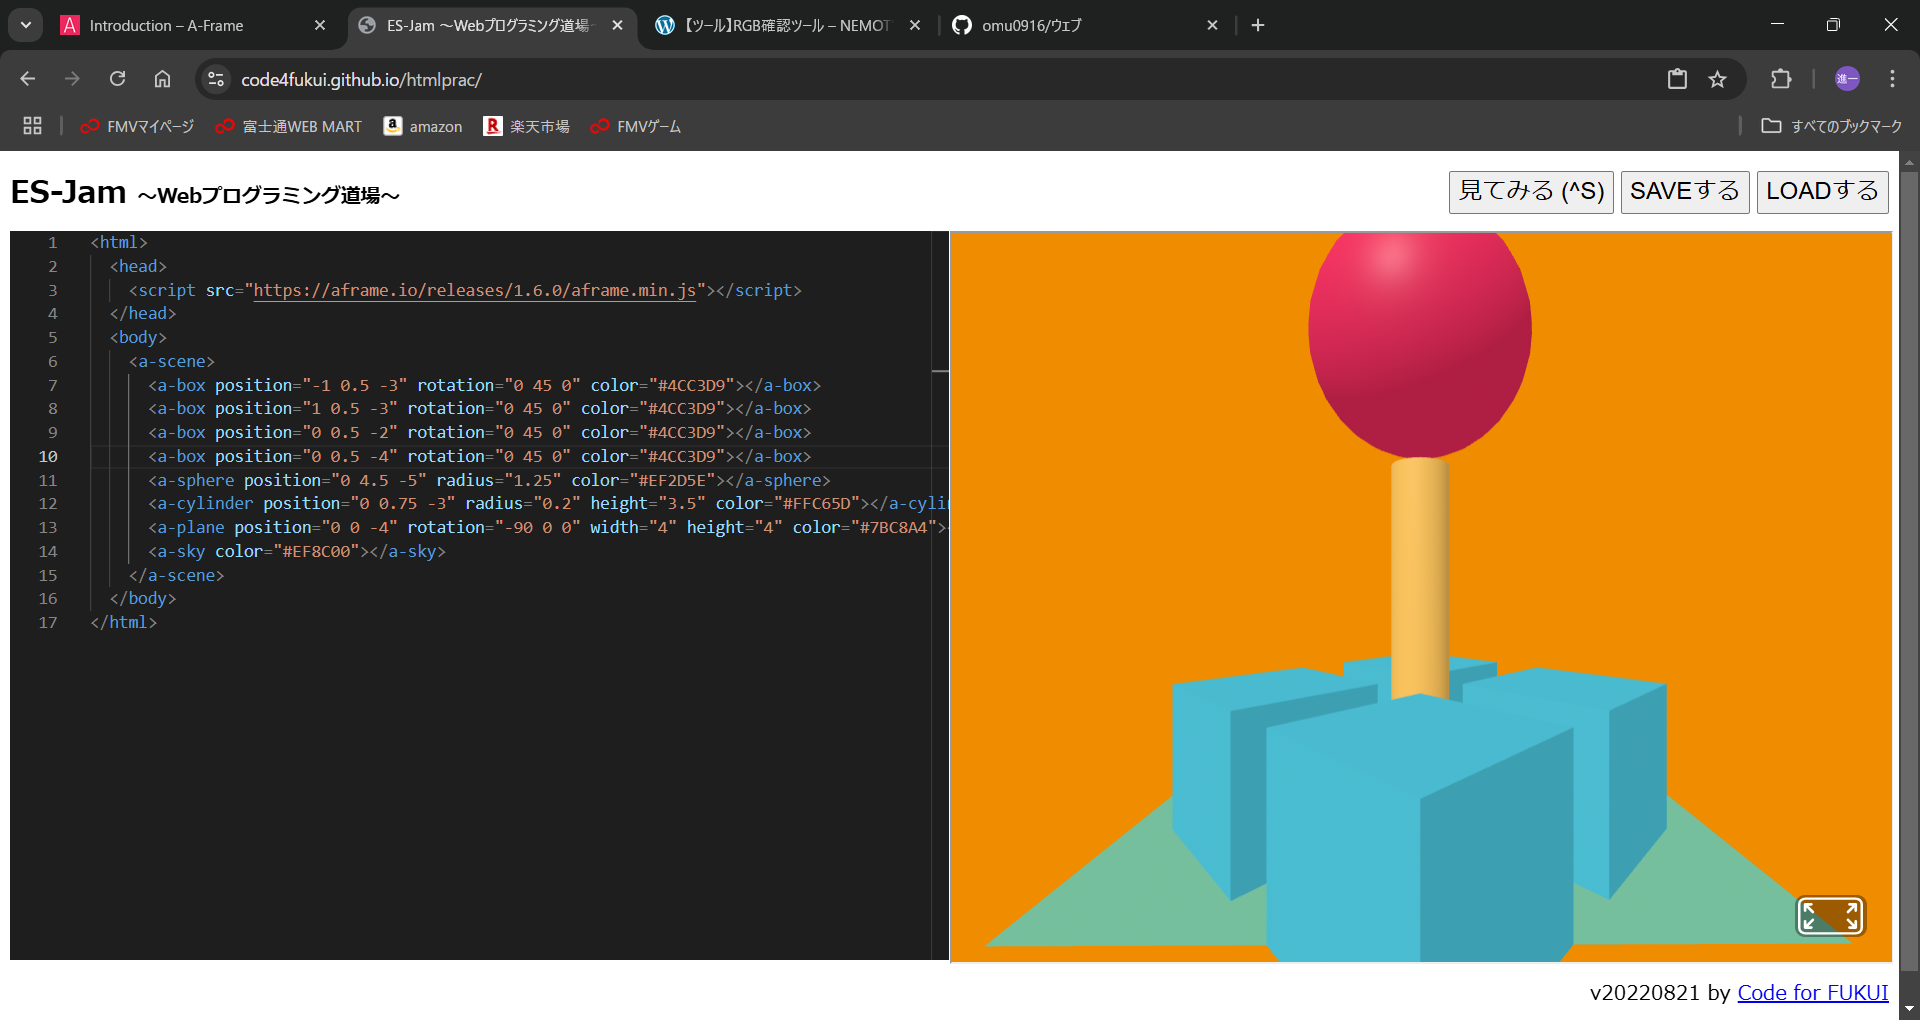 Introduction – A-Frame
ES-Jam ～Webプログラミング道場～
【ツール】RGB確認ツール – NEMOT
omu0916/ウェブ
code4fukui.github.io/htmlprac/
進一
FMVマイページ
富士通WEB MART
amazon
楽天市場
FMVゲーム
すべてのブックマーク
ES-Jam ～Webプログラミング道場～
見てみる (^S)
SAVEする
LOADする
1 <html>
2 <head>
3 <script src="https://aframe.io/releases/1.6.0/aframe.min.js"></script>
4 </head>
5 <body>
6 <a-scene>
7 <a-box position="-1 0.5 -3" rotation="0 45 0" color="#4CC3D9"></a-box>
8 <a-box position="1 0.5 -3" rotation="0 45 0" color="#4CC3D9"></a-box>
9 <a-box position="0 0.5 -2" rotation="0 45 0" color="#4CC3D9"></a-box>
10 <a-box position="0 0.5 -4" rotation="0 45 0" color="#4CC3D9"></a-box>
11 <a-sphere position="0 4.5 -5" radius="1.25" color="#EF2D5E"></a-sphere>
12 <a-cylinder position="0 0.75 -3" radius="0.2" height="3.5" color="#FFC65D"></a-cylin
13 <a-plane position="0 0 -4" rotation="-90 0 0" width="4" height="4" color="#7BC8A4"><
14 <a-sky color="#EF8C00"></a-sky>
15 </a-scene>
16 </body>
17 </html>
v20220821 by Code for FUKUI